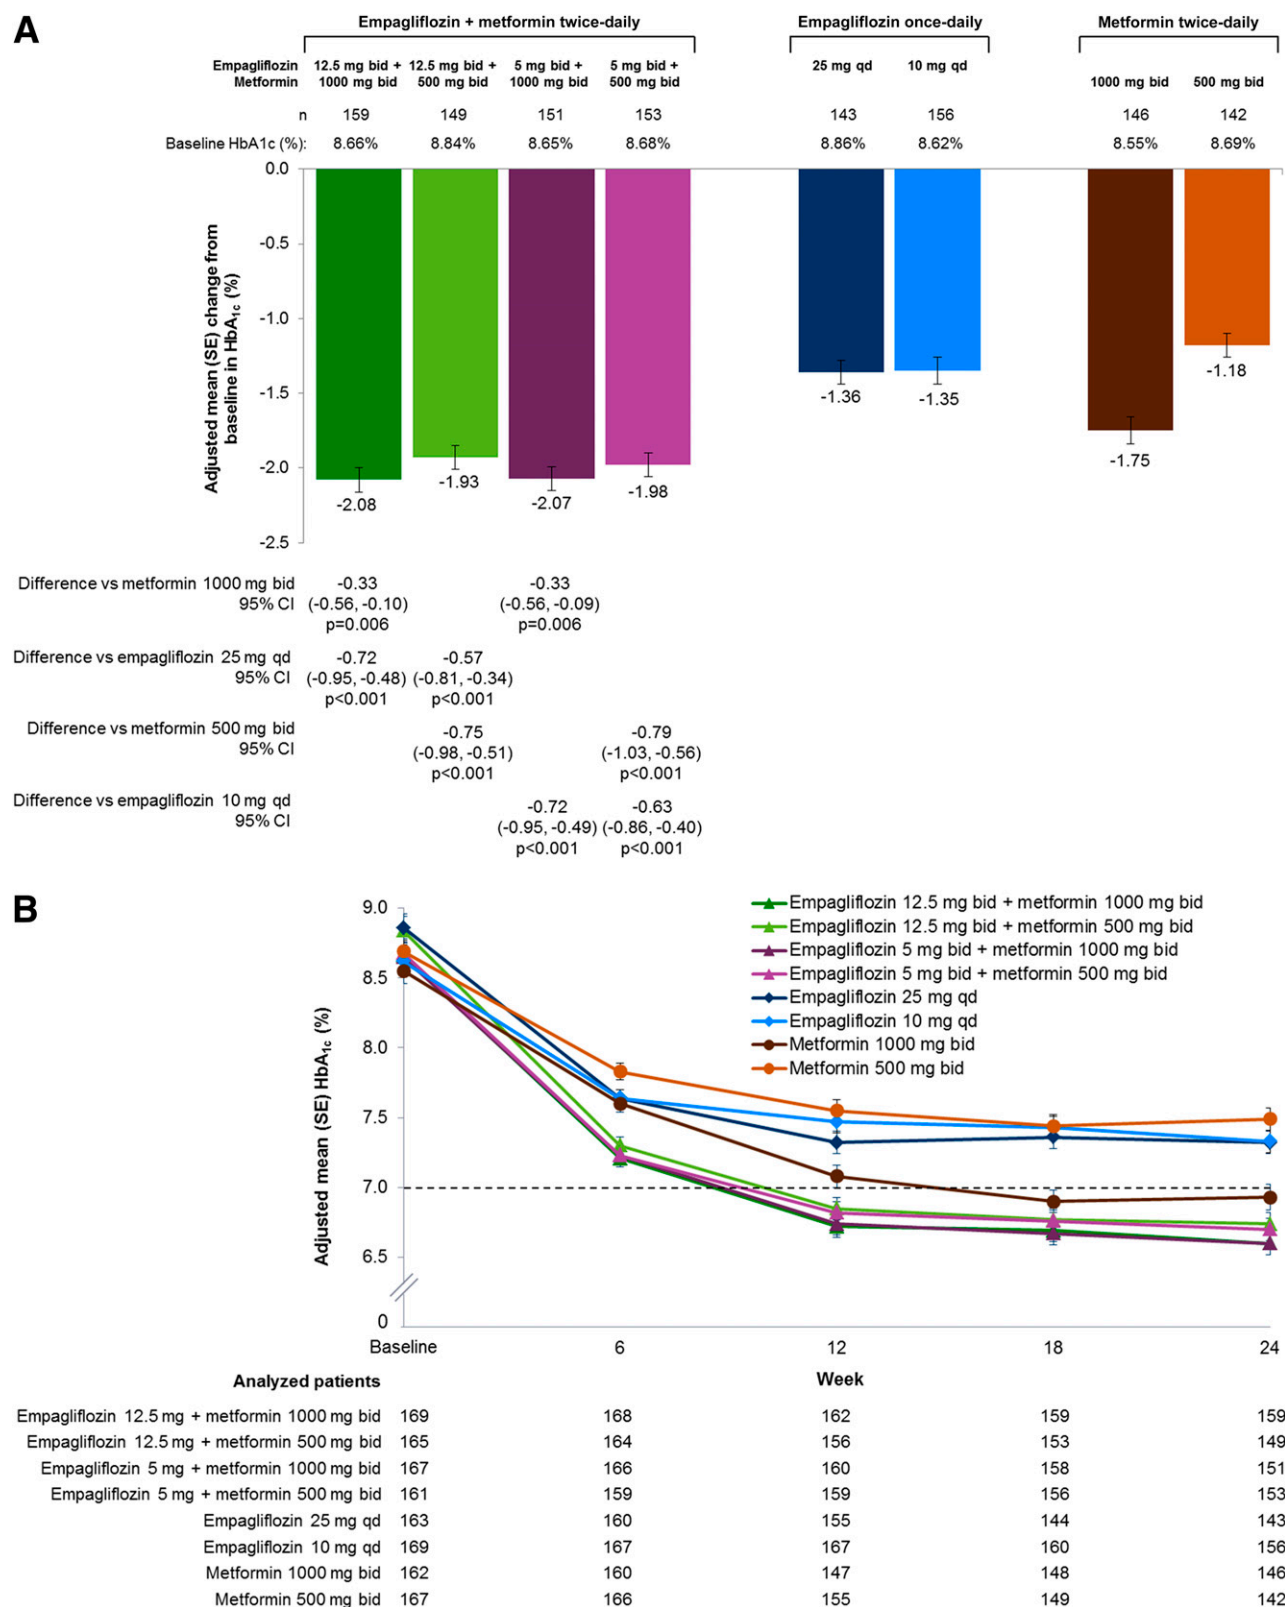 A
Empagliflozin + metformin twice-daily
Empagliflozin once-daily
Metformin twice-daily
Empagliflozin 12.5 mg bid + 12.5 mg bid + 5 mg bid + 5 mg bid + 25 mg qd 10 mg qd
Metformin 1000 mg bid 500 mg bid 1000 mg bid 500 mg bid 1000 mg bid 500 mg bid
n 159 149 151 153 143 156 146 142
Baseline HbA1c (%): 8.66% 8.84% 8.65% 8.68% 8.86% 8.62% 8.55% 8.69%
Adjusted mean (SE) change from
baseline in HbA1c (%)
0.0
-0.5
-1.0
-1.5
-2.0
-2.5
-2.08
-1.93
-2.07
-1.98
-1.36
-1.35
-1.75
-1.18
Difference vs metformin 1000 mg bid -0.33 -0.33
95% CI (-0.56, -0.10) (-0.56, -0.09)
p=0.006 p=0.006
Difference vs empagliflozin 25 mg qd -0.72 -0.57
95% CI (-0.95, -0.48) (-0.81, -0.34)
p<0.001 p<0.001
Difference vs metformin 500 mg bid -0.75 -0.79
95% CI (-0.98, -0.51) (-1.03, -0.56)
p<0.001 p<0.001
Difference vs empagliflozin 10 mg qd -0.72 -0.63
95% CI (-0.95, -0.49) (-0.86, -0.40)
p<0.001 p<0.001
B
Adjusted mean (SE) HbA1c (%)
9.0
8.5
8.0
7.5
7.0
6.5
0
Empagliflozin 12.5 mg bid + metformin 1000 mg bid
Empagliflozin 12.5 mg bid + metformin 500 mg bid
Empagliflozin 5 mg bid + metformin 1000 mg bid
Empagliflozin 5 mg bid + metformin 500 mg bid
Empagliflozin 25 mg qd
Empagliflozin 10 mg qd
Metformin 1000 mg bid
Metformin 500 mg bid
Baseline 6 12 18 24
Analyzed patients Week
Empagliflozin 12.5 mg + metformin 1000 mg bid 169 168 162 159 159
Empagliflozin 12.5 mg + metformin 500 mg bid 165 164 156 153 149
Empagliflozin 5 mg + metformin 1000 mg bid 167 166 160 158 151
Empagliflozin 5 mg + metformin 500 mg bid 161 159 159 156 153
Empagliflozin 25 mg qd 163 160 155 144 143
Empagliflozin 10 mg qd 169 167 167 160 156
Metformin 1000 mg bid 162 160 147 148 146
Metformin 500 mg bid 167 166 155 149 142